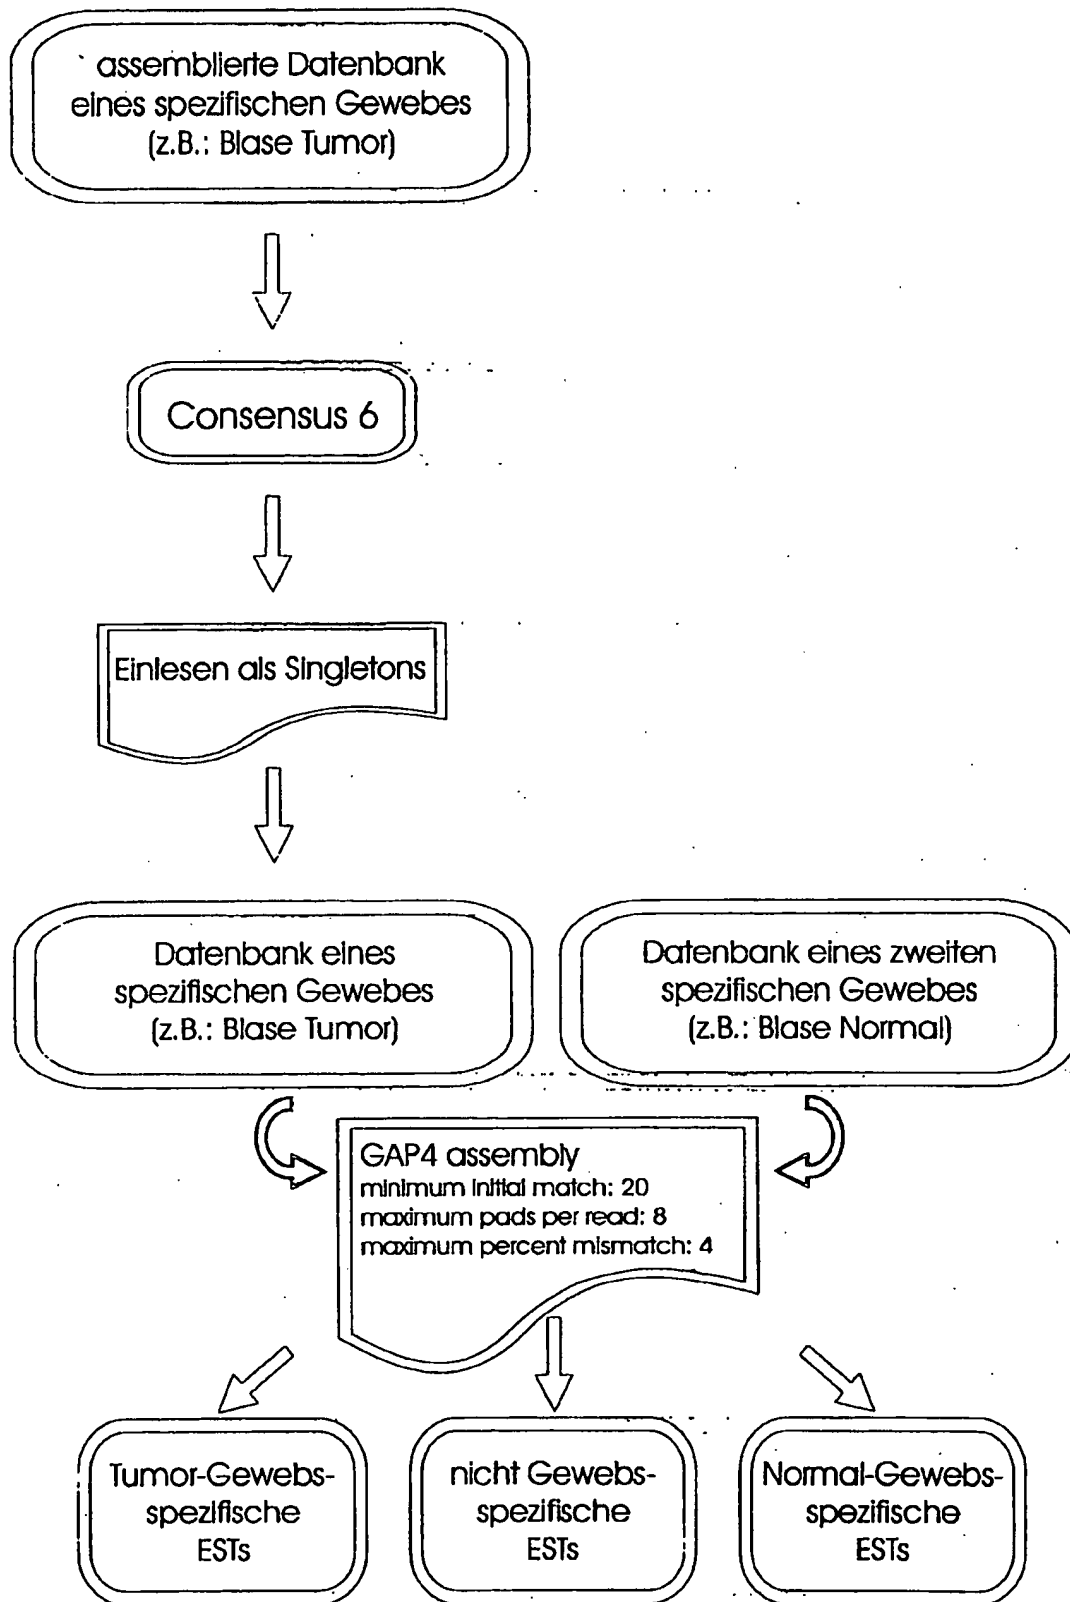 assemblierte Datenbank
eines spezifischen Gewebes
(z.B.: Blase Tumor)
Consensus 6
Einlesen als Singletons
Datenbank eines
spezifischen Gewebes
(z.B.: Blase Tumor)
Datenbank eines zweiten
spezifischen Gewebes
(z.B.: Blase Normal)
GAP4 assembly
minimum initial match: 20
maximum pads per read: 8
maximum percent mismatch: 4
Tumor-Gewebs-
spezifische
ESTs
nicht Gewebs-
spezifische
ESTs
Normal-Gewebs-
spezifische
ESTs